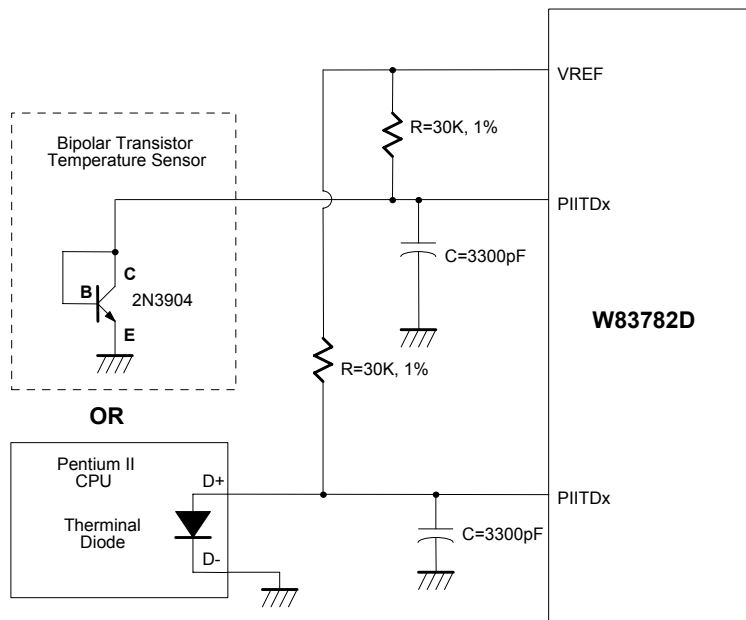 VREF
R=30K, 1%
Bipolar Transistor
Temperature Sensor
PIITDx
C=3300pF
C
B
2N3904
E
W83782D
R=30K, 1%
OR
Pentium II
CPU
D+
PIITDx
Therminal
Diode
C=3300pF
D-